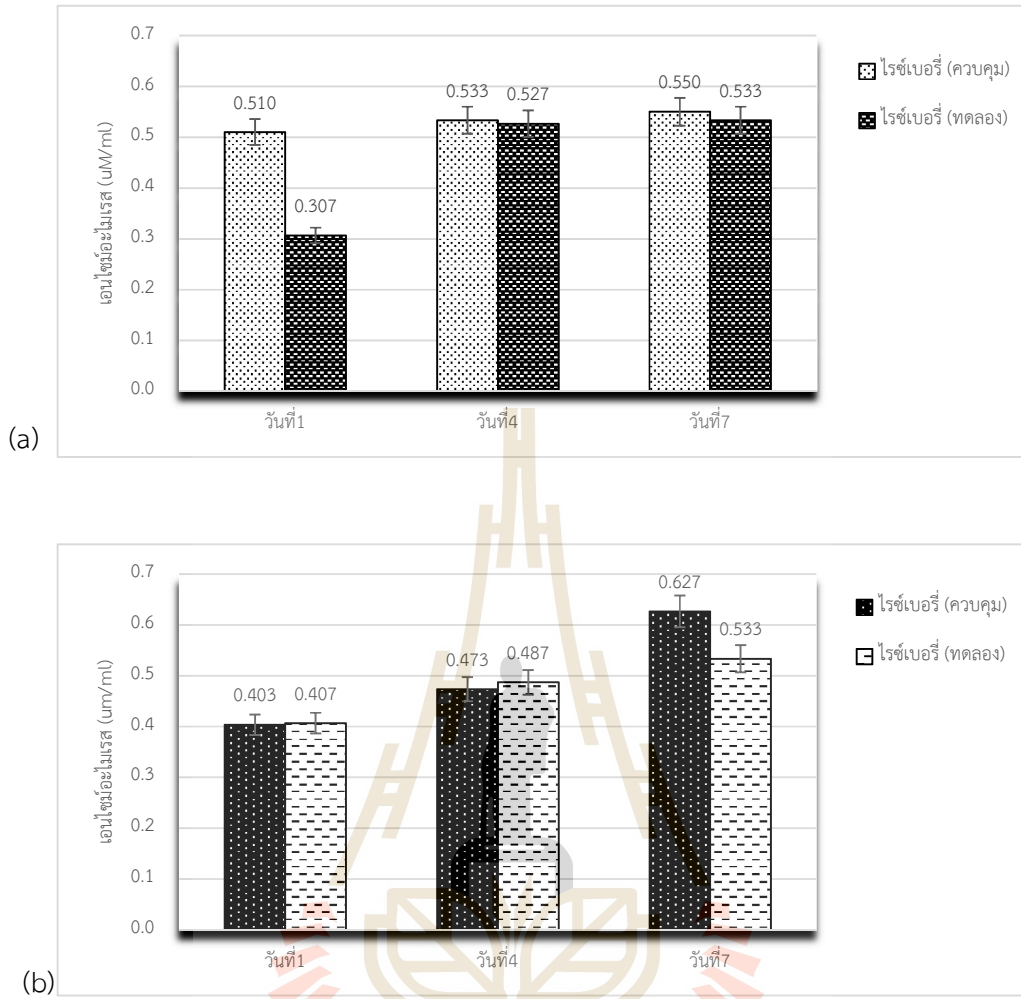 0.7
0.6
0.5
0.4
0.3
0.2
0.1
0.0
เอนไซม์อะไมเรส (uM/ml)
0.510
0.307
0.533
0.527
0.550
0.533
วันที่1
วันที่4
วันที่7
ไรซ์เบอรี่ (ควบคุม)
ไรซ์เบอรี่ (ทดลอง)
(a)
0.7
0.6
0.5
0.4
0.3
0.2
0.1
0.0
เอนไซม์อะไมเรส (um/ml)
0.403
0.407
0.473
0.487
0.627
0.533
วันที่1
วันที่4
วันที่7
ไรซ์เบอรี่ (ควบคุม)
ไรซ์เบอรี่ (ทดลอง)
(b)